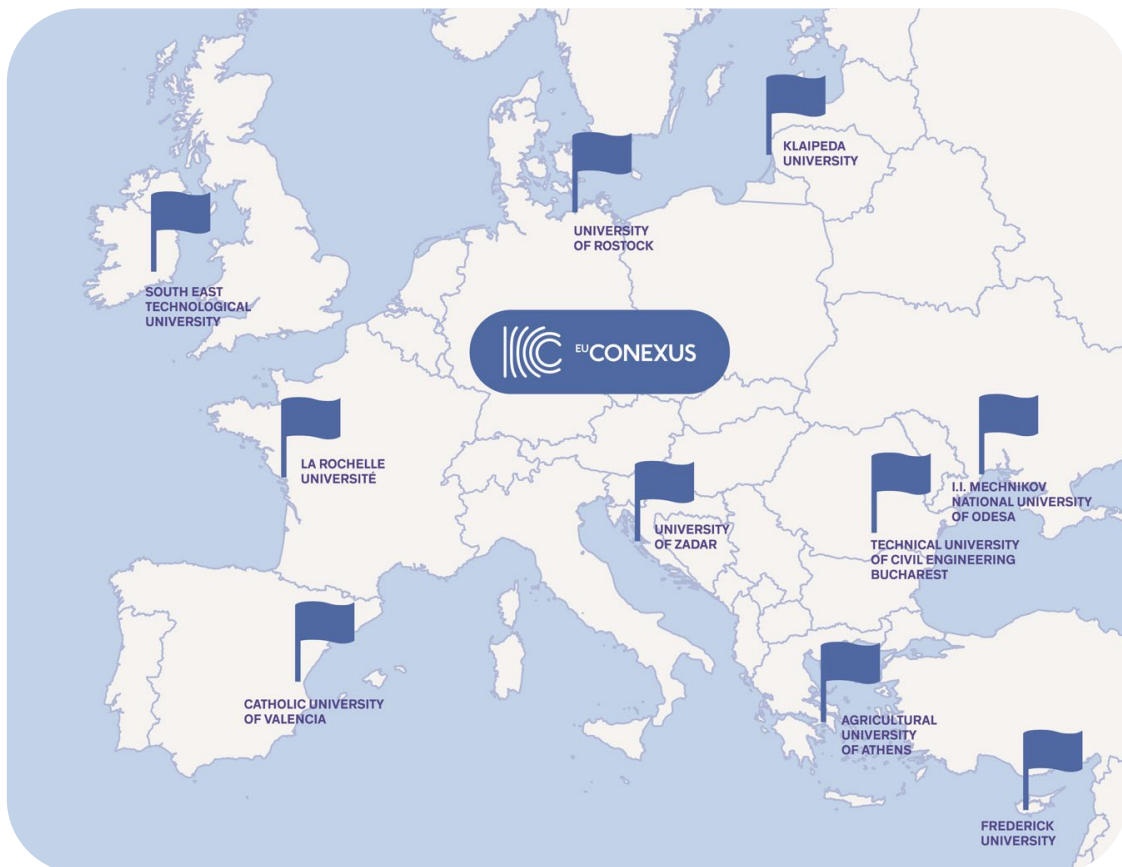 KLAIPEDA
UNIVERSITY
UNIVERSITY
OF ROSTOCK
SOUTH EAST
TECHNOLOGICAL
UNIVERSITY
EU CONEXUS
LA ROCHELLE
UNIVERSITÉ
I.I. MECHNIKOV
NATIONAL UNIVERSITY
OF ODESA
UNIVERSITY
OF ZADAR
TECHNICAL UNIVERSITY
OF CIVIL ENGINEERING
BUCHAREST
CATHOLIC UNIVERSITY
OF VALENCIA
AGRICULTURAL
UNIVERSITY
OF ATHENS
FREDERICK
UNIVERSITY